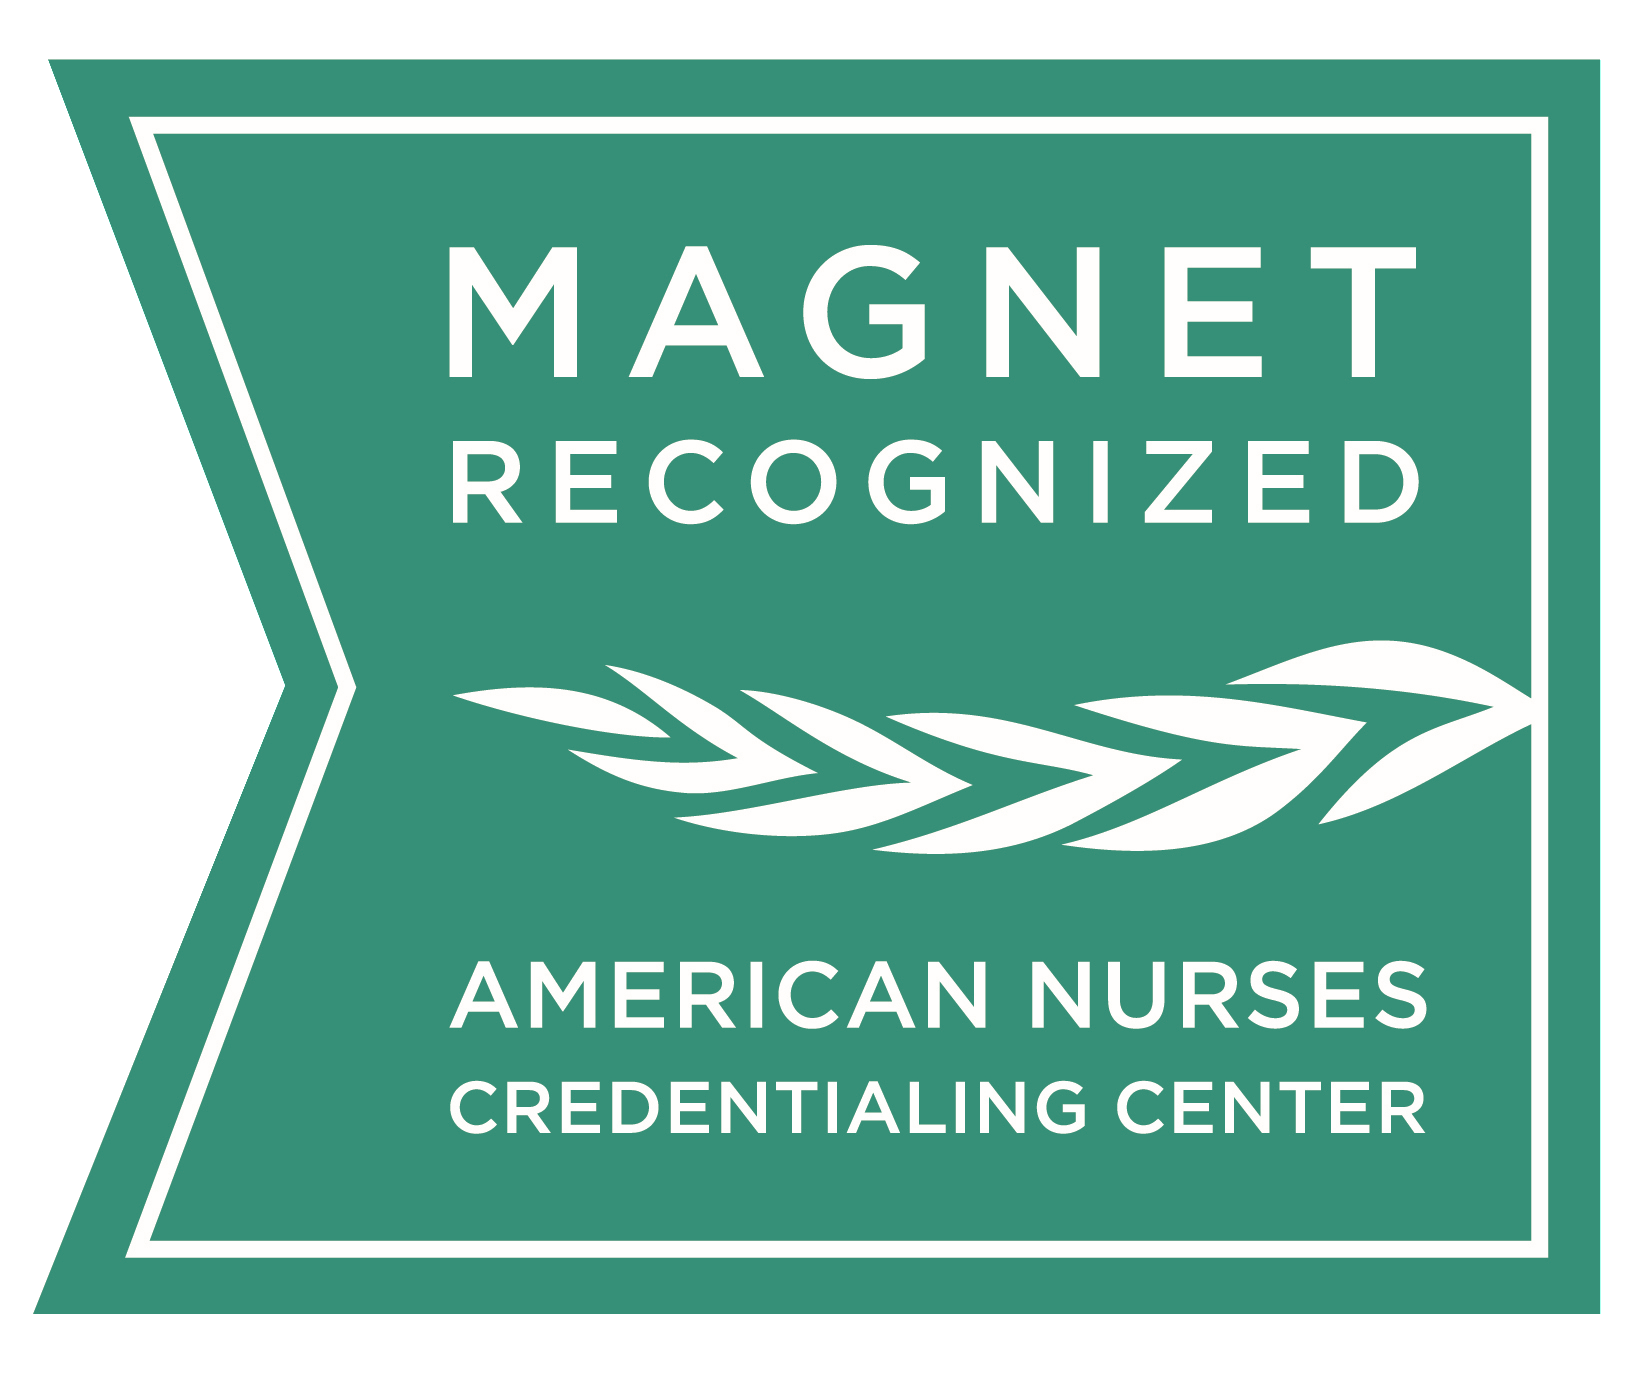 MAGNET
RECOGNIZED
AMERICAN NURSES
CREDENTIALING CENTER